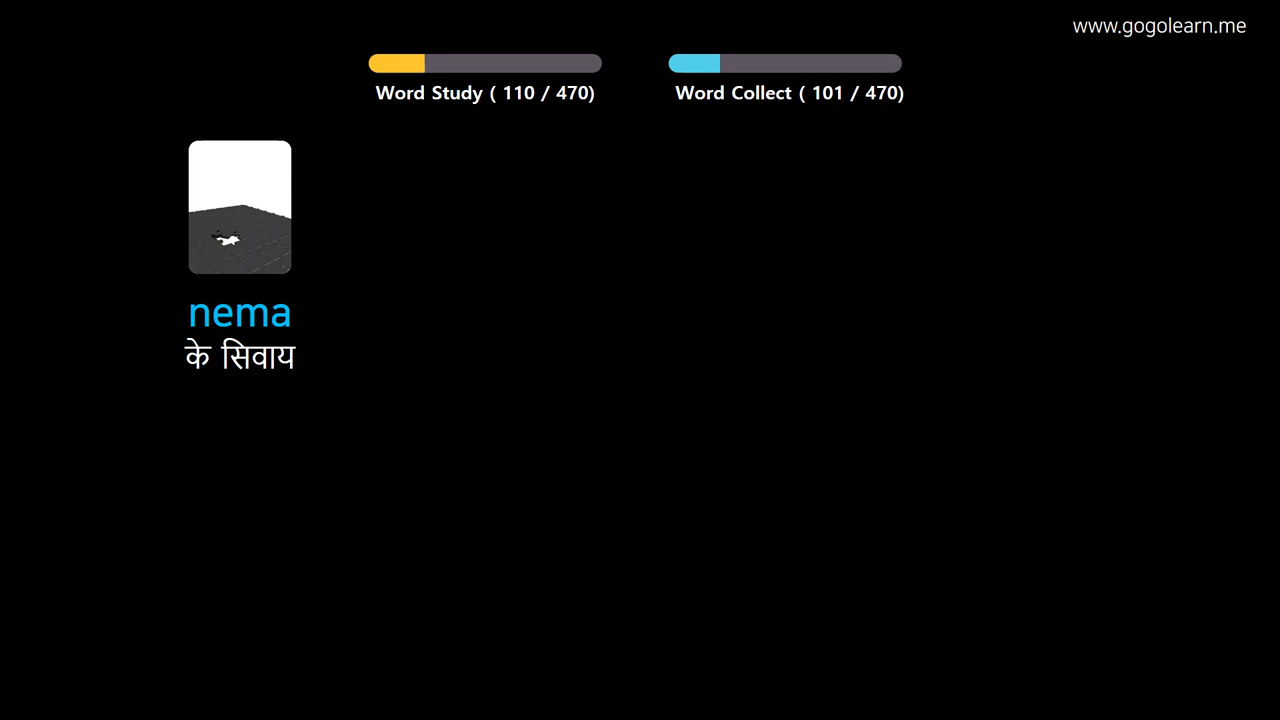 www.gogolearn.me
Word Study ( 110 / 470)
Word Collect ( 101 / 470)
nema
के सिवाय